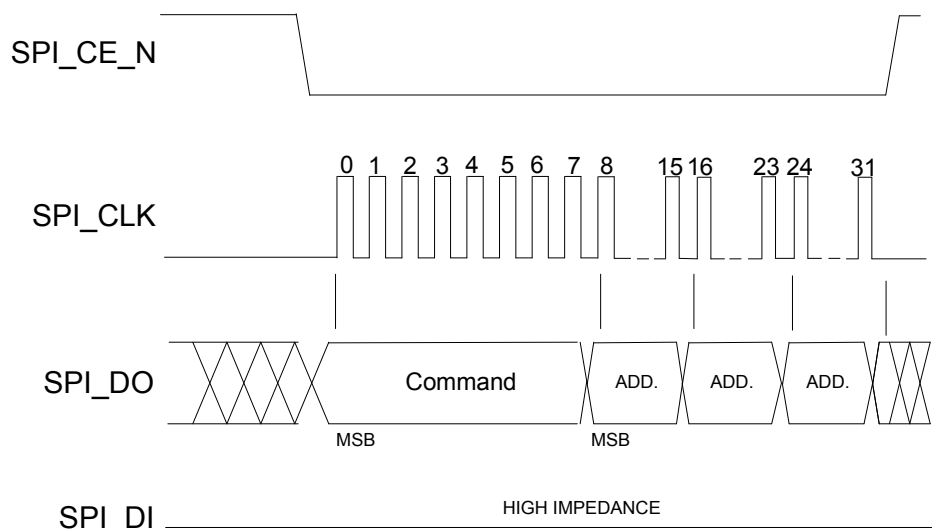 SPI_CE_N
0 1 2 3 4 5 6 7 8 15 16 23 24 31
SPI_CLK
SPI_DO
Command ADD. ADD. ADD.
MSB MSB
HIGH IMPEDANCE
SPI_DI